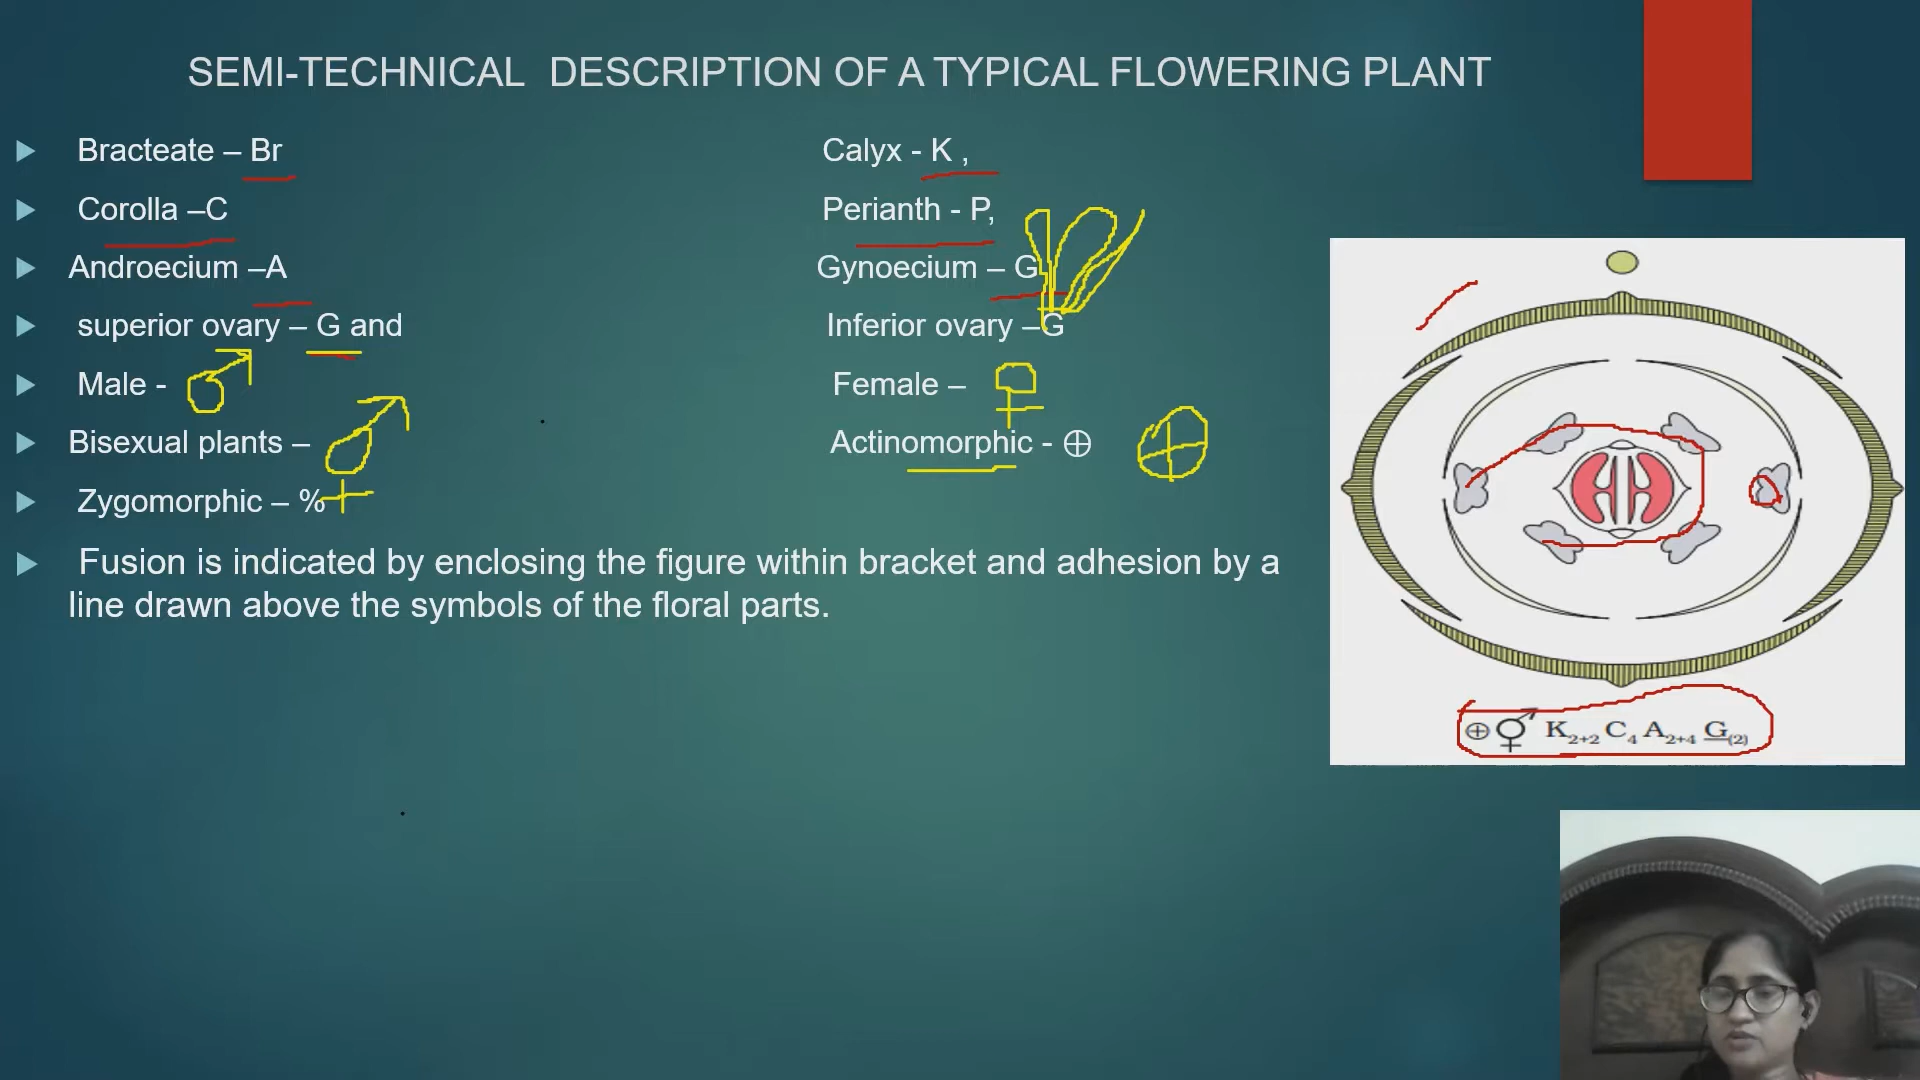 SEMI-TECHNICAL DESCRIPTION OF A TYPICAL FLOWERING PLANT
Bracteate – Br
Calyx - K ,
Corolla –C
Perianth - P,
Androecium –A
Gynoecium – G
superior ovary – G and
Inferior ovary –G
Male - ♂
Female – ♀
Bisexual plants – ⚥
Actinomorphic - ⊕ ⊕
Zygomorphic – %
Fusion is indicated by enclosing the figure within bracket and adhesion by a
line drawn above the symbols of the floral parts.
⊕ ⚥ K2+2 C4 A2+4 G(2)